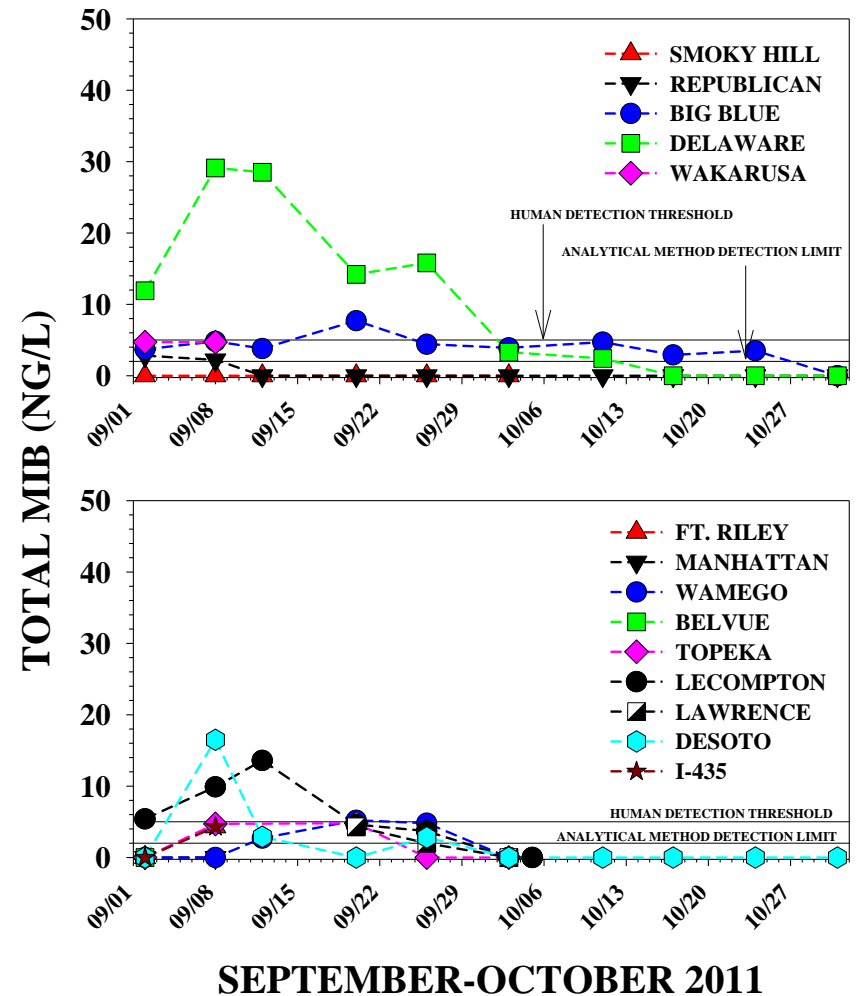 TOTAL MIB (NG/L)
50
40
30
20
10
0
SMOKY HILL
REPUBLICAN
BIG BLUE
DELAWARE
WAKARUSA
HUMAN DETECTION THRESHOLD
ANALYTICAL METHOD DETECTION LIMIT
09/01
09/08
09/15
09/22
09/29
10/06
10/13
10/20
10/27
50
40
30
20
10
0
FT. RILEY
MANHATTAN
WAMEGO
BELVUE
TOPEKA
LECOMPTON
LAWRENCE
DESOTO
I-435
HUMAN DETECTION THRESHOLD
ANALYTICAL METHOD DETECTION LIMIT
09/01
09/08
09/15
09/22
09/29
10/06
10/13
10/20
10/27
SEPTEMBER-OCTOBER 2011